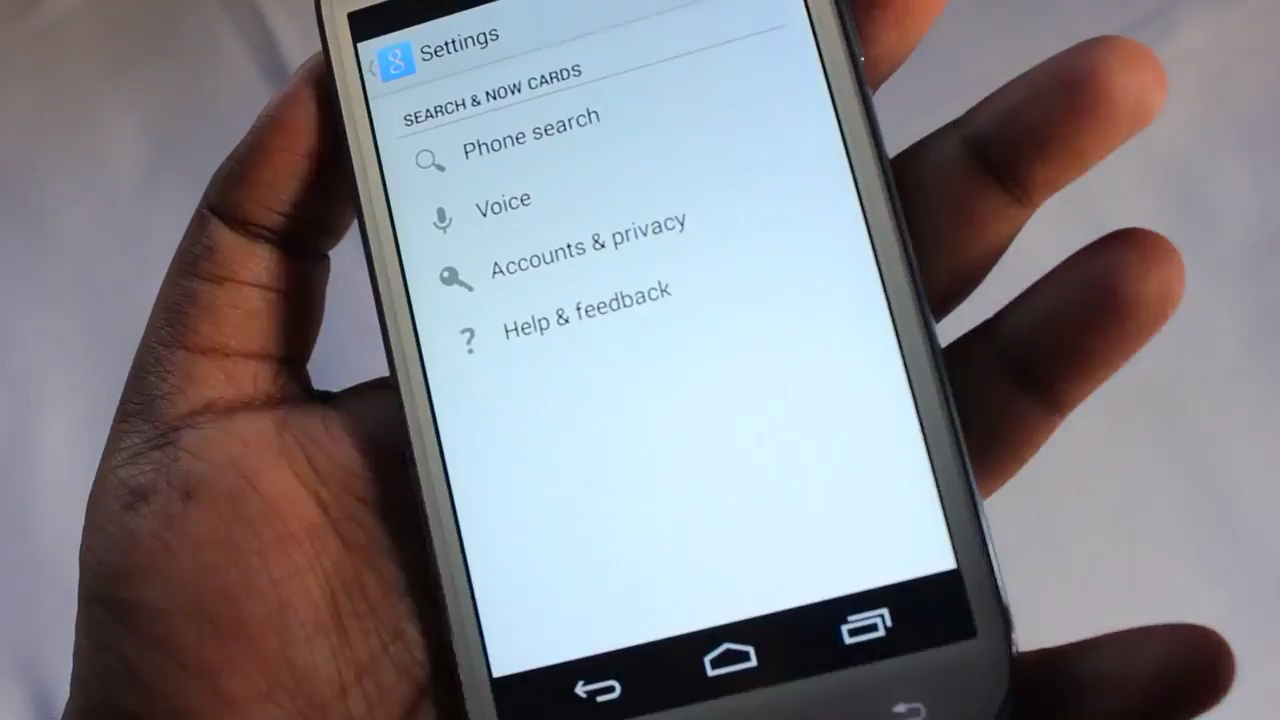 Settings
SEARCH & NOW CARDS
Phone search
Voice
Accounts & privacy
Help & feedback